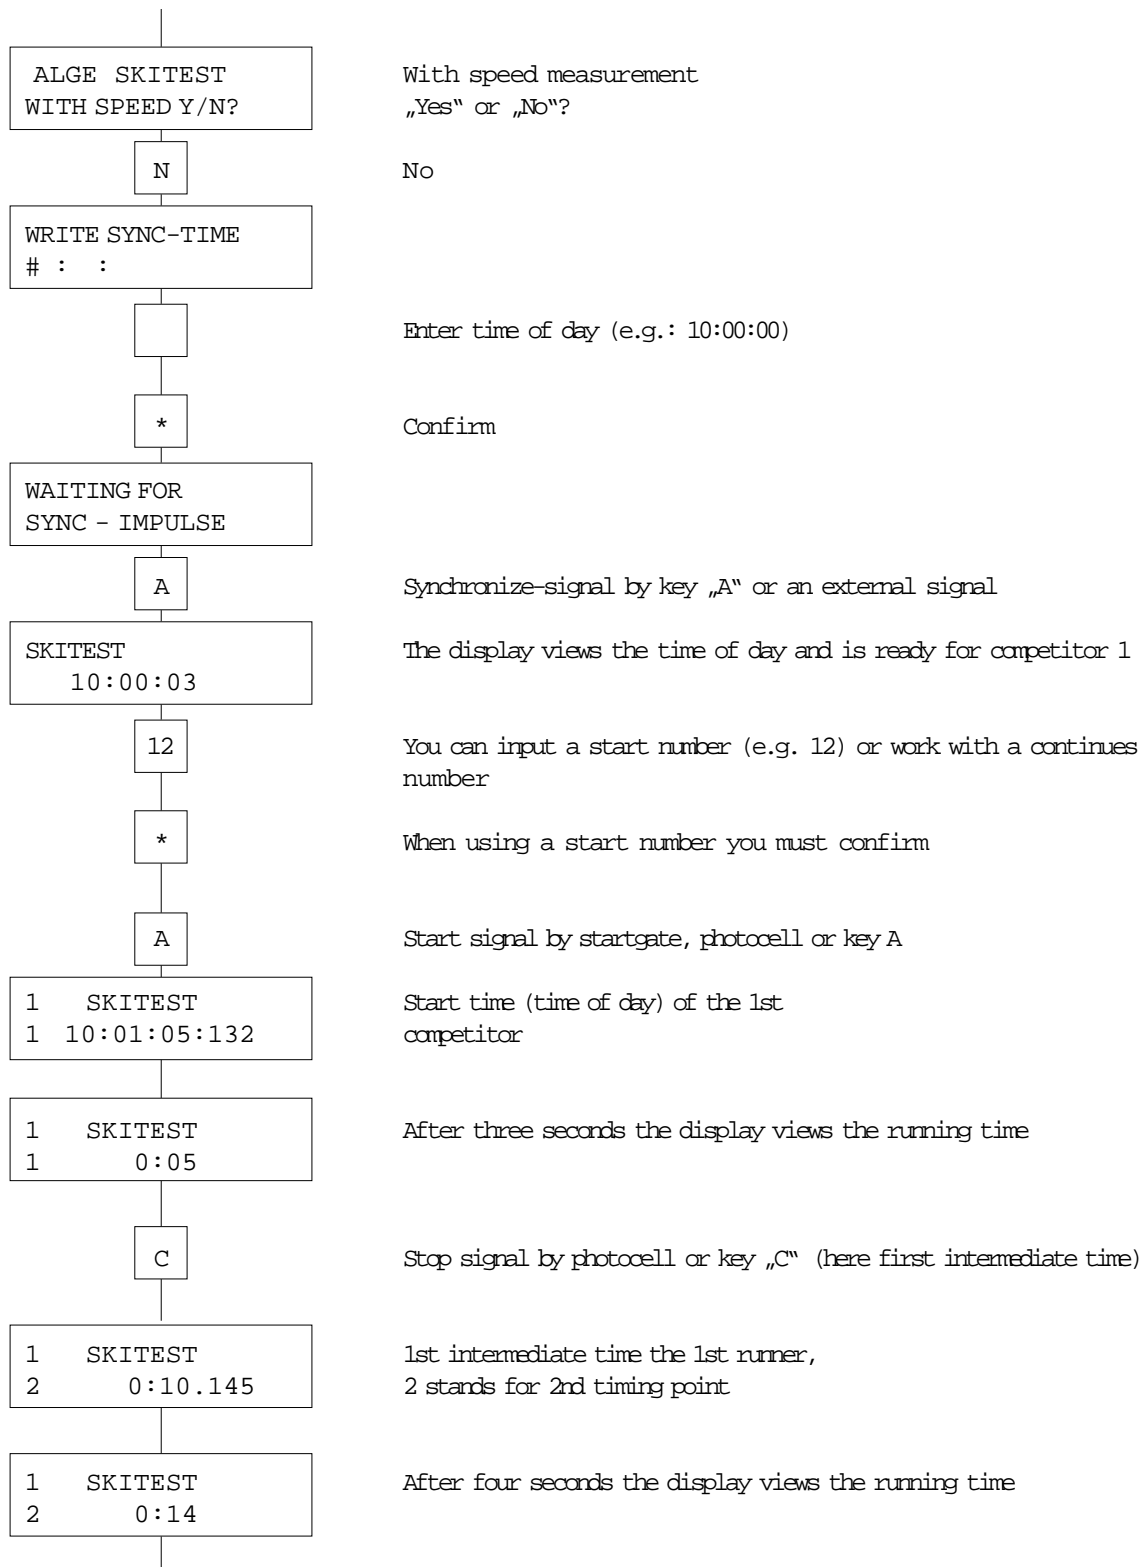 ALGE SKITEST
WITH SPEED Y/N?
With speed measurement
„Yes“ or „No“?
N
No
WRITE SYNC-TIME
# : :
Enter time of day (e.g.: 10:00:00)
*
Confirm
WAITING FOR
SYNC - IMPULSE
A
Synchronize-signal by key „A“ or an external signal
SKITEST
10:00:03
The display views the time of day and is ready for competitor 1
12
You can input a start number (e.g. 12) or work with a continues
number
*
When using a start number you must confirm
A
Start signal by startgate, photocell or key A
1 SKITEST
1 10:01:05:132
Start time (time of day) of the 1st
competitor
1 SKITEST
1 0:05
After three seconds the display views the running time
C
Stop signal by photocell or key „C“ (here first intermediate time)
1 SKITEST
2 0:10.145
1st intermediate time the 1st runner,
2 stands for 2nd timing point
1 SKITEST
2 0:14
After four seconds the display views the running time